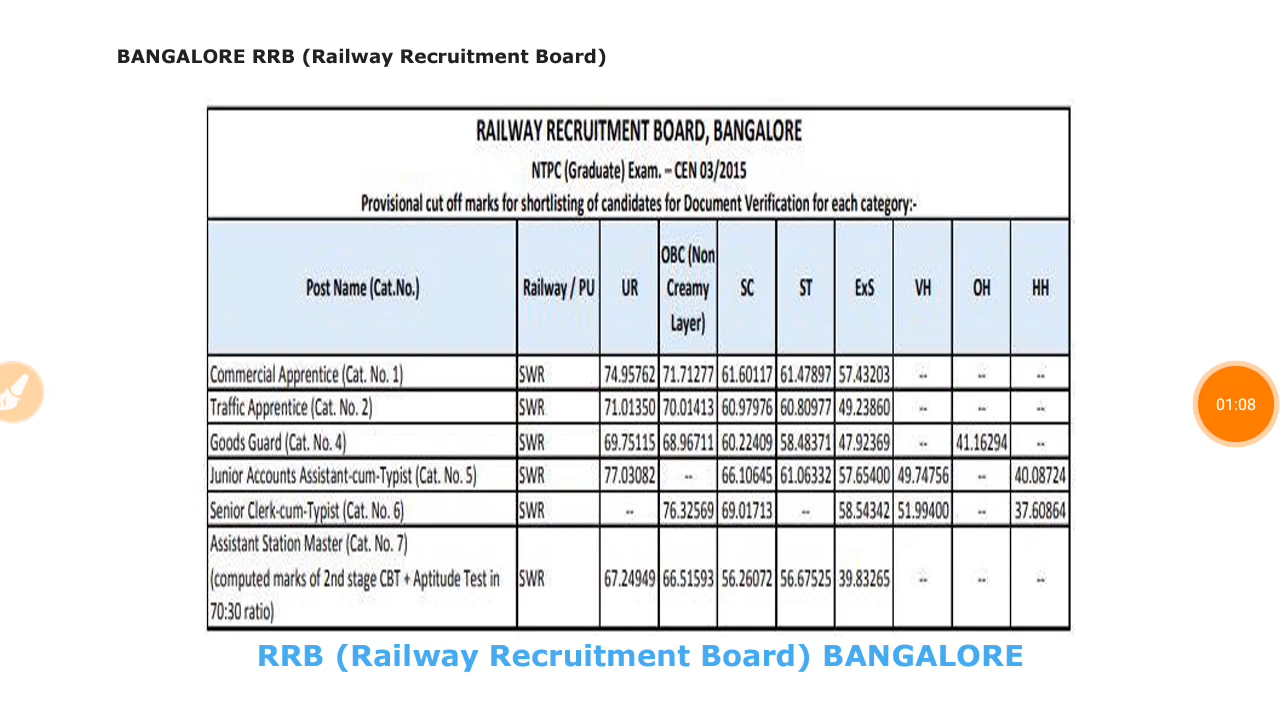 BANGALORE RRB (Railway Recruitment Board)
RAILWAY RECRUITMENT BOARD, BANGALORE
NTPC (Graduate) Exam. – CEN 03/2015
Provisional cut off marks for shortlisting of candidates for Document Verification for each category:-
Post Name (Cat.No.) Railway / PU UR OBC (Non Creamy Layer) SC ST ExS VH OH HH
Commercial Apprentice (Cat. No. 1) SWR 74.95762 71.71277 61.60117 61.47897 57.43203 -- -- --
Traffic Apprentice (Cat. No. 2) SWR 71.01350 70.01413 60.97976 60.80977 49.23860 -- -- --
Goods Guard (Cat. No. 4) SWR 69.75115 68.96711 60.22409 58.48371 47.92369 -- 41.16294 --
Junior Accounts Assistant-cum-Typist (Cat. No. 5) SWR 77.03082 -- 66.10645 61.06332 57.65400 49.74756 -- 40.08724
Senior Clerk-cum-Typist (Cat. No. 6) SWR -- 76.32569 69.01713 -- 58.54342 51.99400 -- 37.60864
Assistant Station Master (Cat. No. 7)
(computed marks of 2nd stage CBT + Aptitude Test in SWR 67.24949 66.51593 56.26072 56.67525 39.83265 -- -- --
70:30 ratio)
01:08
RRB (Railway Recruitment Board) BANGALORE